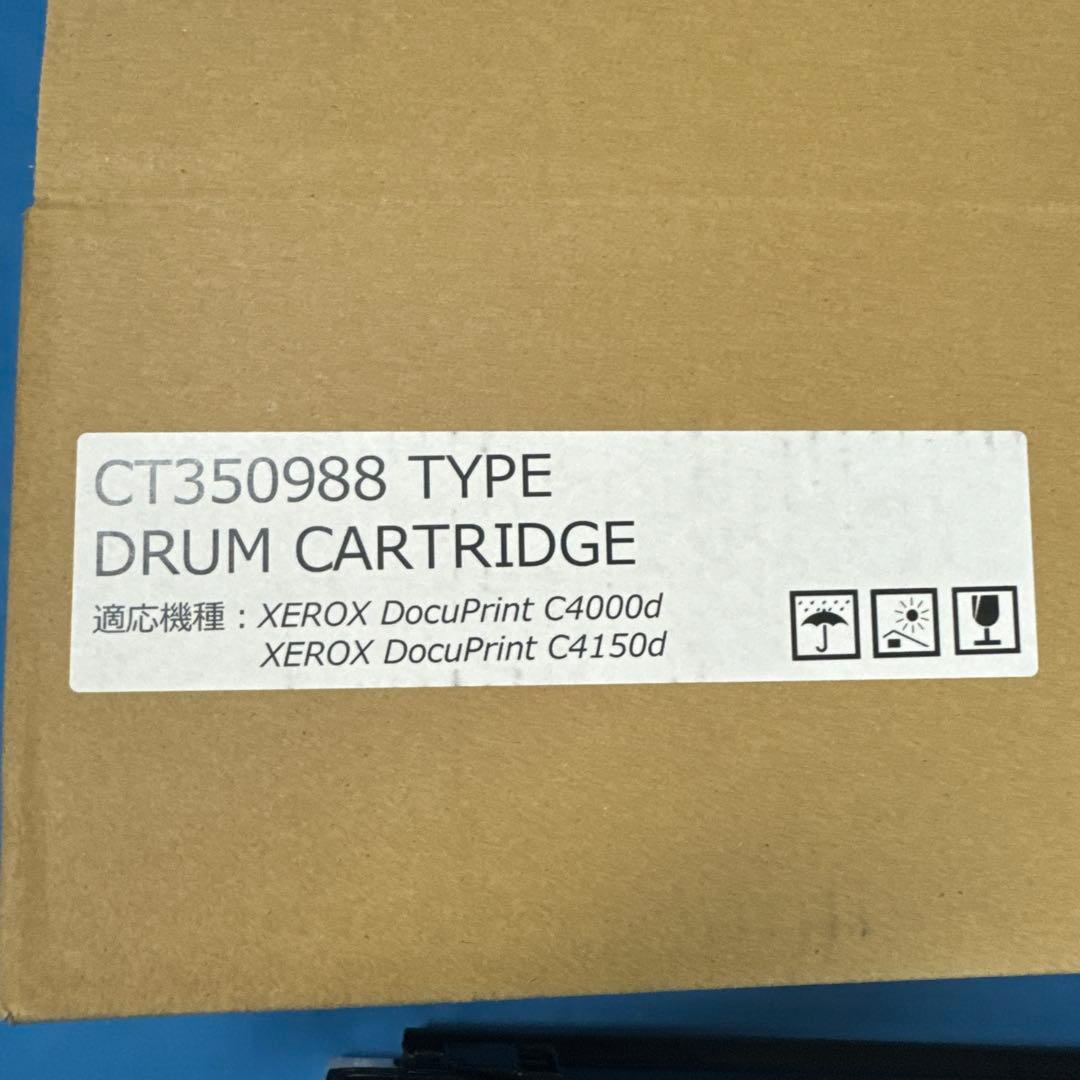 CT350988 TYPE
DRUM CARTRIDGE
適応機種：XEROX DocuPrint C4000d
XEROX DocuPrint C4150d